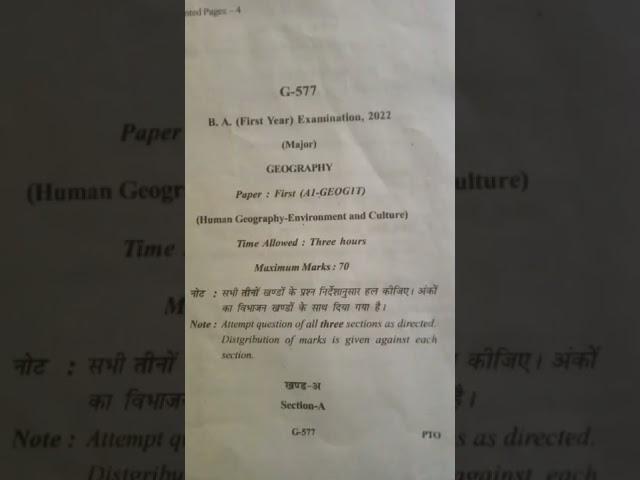 nted Pages – 4
G-577
B. A. (First Year) Examination, 2022
(Major)
GEOGRAPHY
Paper : First (A1-GEOG1T)
(Human Geography-Environment and Culture)
Time Allowed : Three hours
Maximum Marks : 70
नोट : सभी तीनों खण्डों के प्रश्न निर्देशानुसार हल कीजिए। अंकों
का विभाजन खण्डों के साथ दिया गया है।
Note : Attempt question of all three sections as directed.
Distgribution of marks is given against each
section.
खण्ड-अ
Section-A
G-577
PTO